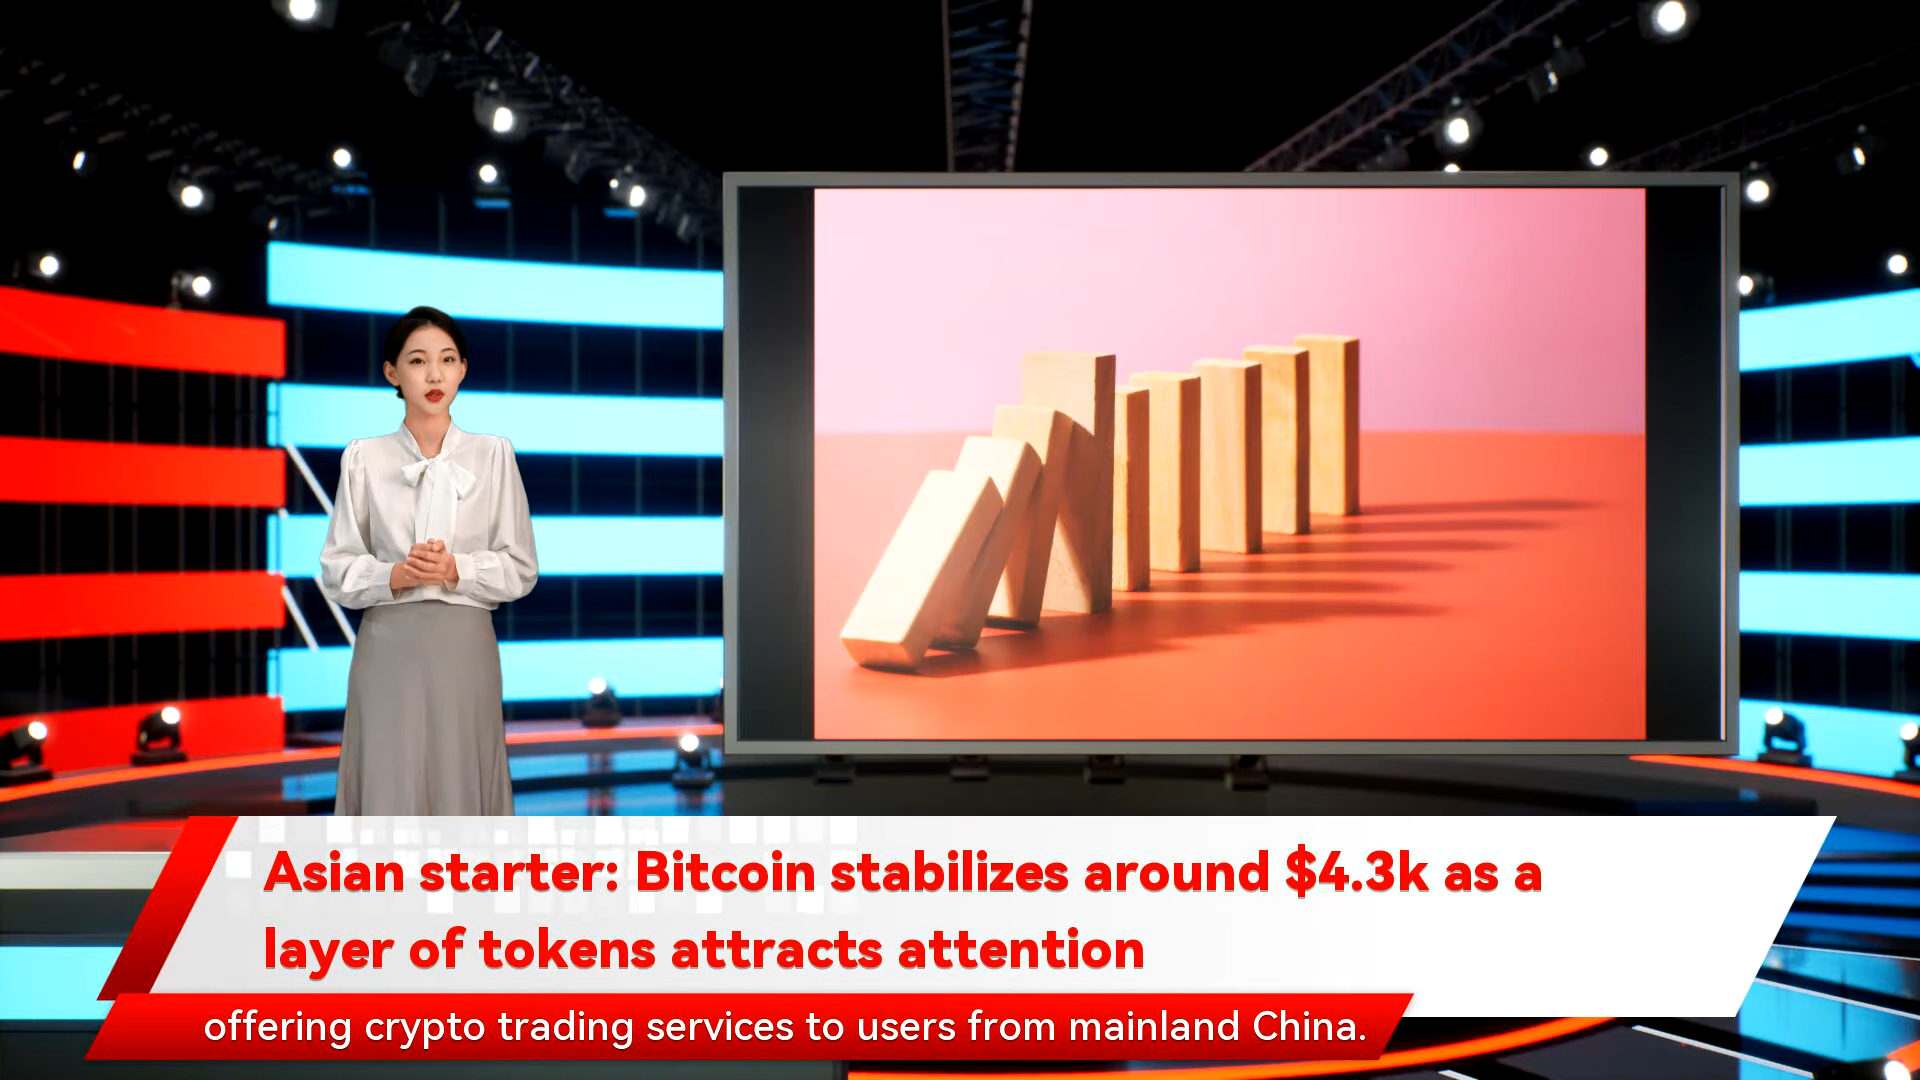 Asian starter: Bitcoin stabilizes around $4.3k as a
layer of tokens attracts attention
offering crypto trading services to users from mainland China.